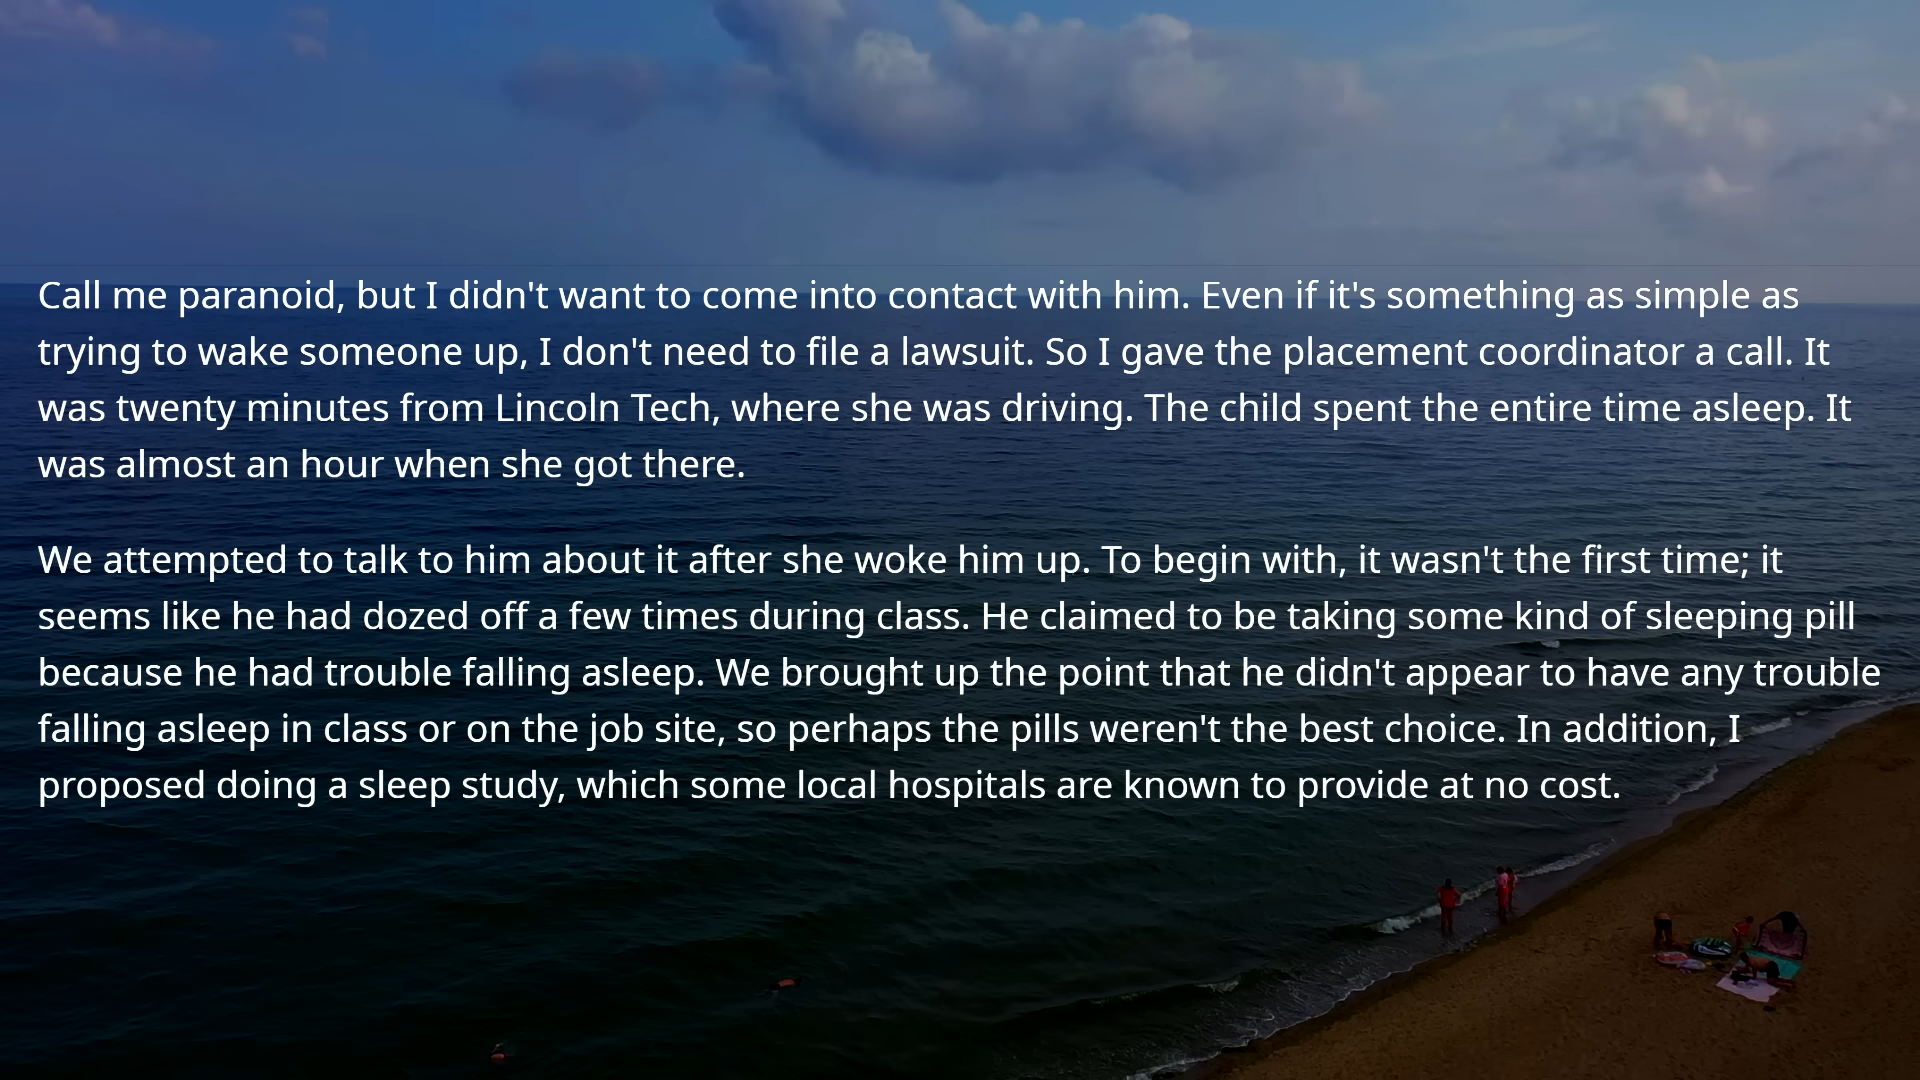 Call me paranoid, but I didn't want to come into contact with him. Even if it's something as simple as
trying to wake someone up, I don't need to file a lawsuit. So I gave the placement coordinator a call. It
was twenty minutes from Lincoln Tech, where she was driving. The child spent the entire time asleep. It
was almost an hour when she got there.
We attempted to talk to him about it after she woke him up. To begin with, it wasn't the first time; it
seems like he had dozed off a few times during class. He claimed to be taking some kind of sleeping pill
because he had trouble falling asleep. We brought up the point that he didn't appear to have any trouble
falling asleep in class or on the job site, so perhaps the pills weren't the best choice. In addition, I
proposed doing a sleep study, which some local hospitals are known to provide at no cost.